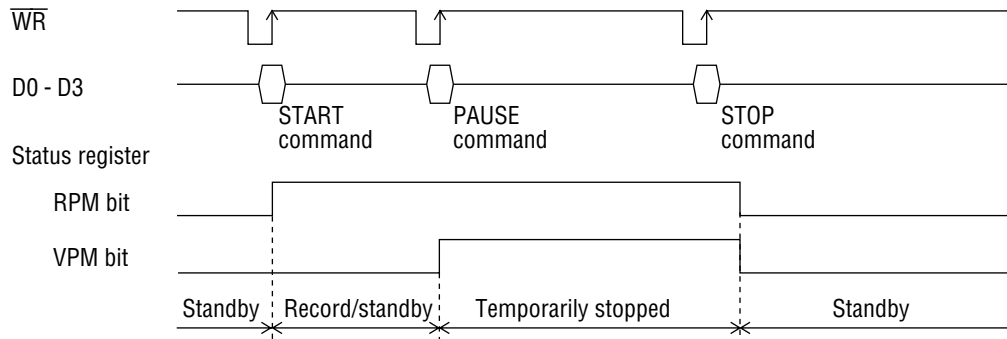 W̅R̅
D0 - D3
START command
PAUSE command
STOP command
Status register
RPM bit
VPM bit
Standby
Record/standby
Temporarily stopped
Standby